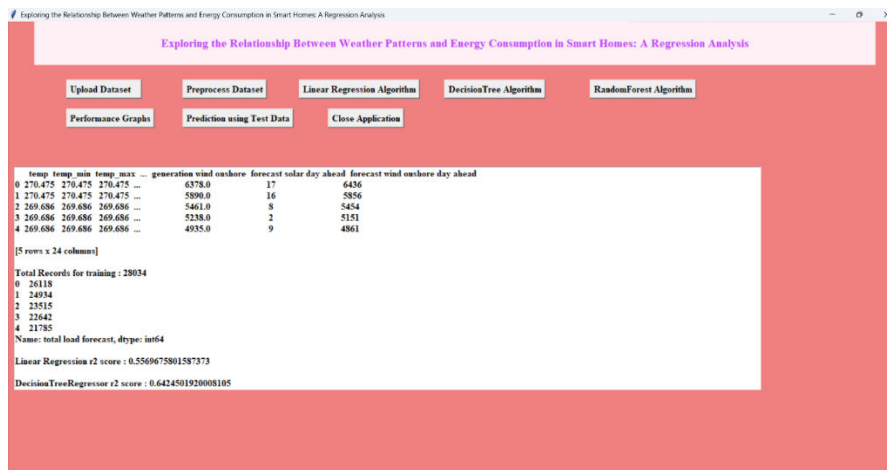 Exploring the Relationship Between Weather Patterns and Energy Consumption in Smart Homes: A Regression Analysis
Exploring the Relationship Between Weather Patterns and Energy Consumption in Smart Homes: A Regression Analysis
Upload Dataset Preprocess Dataset Linear Regression Algorithm DecisionTree Algorithm RandomForest Algorithm
Performance Graphs Prediction using Test Data Close Application
temp temp_min temp_max ... generation wind onshore forecast solar day ahead forecast wind onshore day ahead
0 270.475 270.475 270.475 ... 6378.0 17 6436
1 270.475 270.475 270.475 ... 5890.0 16 5856
2 269.686 269.686 269.686 ... 5461.0 8 5454
3 269.686 269.686 269.686 ... 5238.0 2 5151
4 269.686 269.686 269.686 ... 4935.0 9 4861
[5 rows x 24 columns]
Total Records for training : 28034
0 26118
1 24934
2 23515
3 22642
4 21785
Name: total load forecast, dtype: int64
Linear Regression r2 score : 0.5569675801587373
DecisionTreeRegressor r2 score : 0.6424501920008105